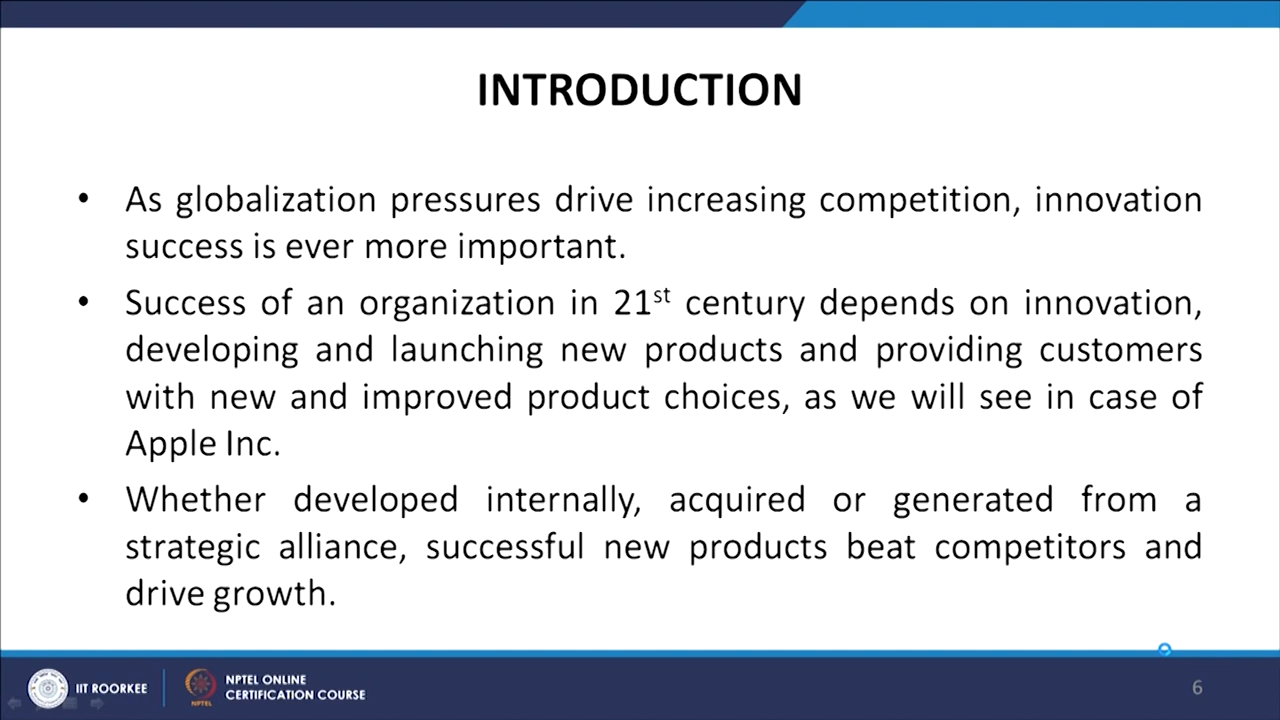 INTRODUCTION
• As globalization pressures drive increasing competition, innovation
success is ever more important.
• Success of an organization in 21st century depends on innovation,
developing and launching new products and providing customers
with new and improved product choices, as we will see in case of
Apple Inc.
• Whether developed internally, acquired or generated from a
strategic alliance, successful new products beat competitors and
drive growth.
IIT ROORKEE
NPTEL
NPTEL ONLINE
CERTIFICATION COURSE
6